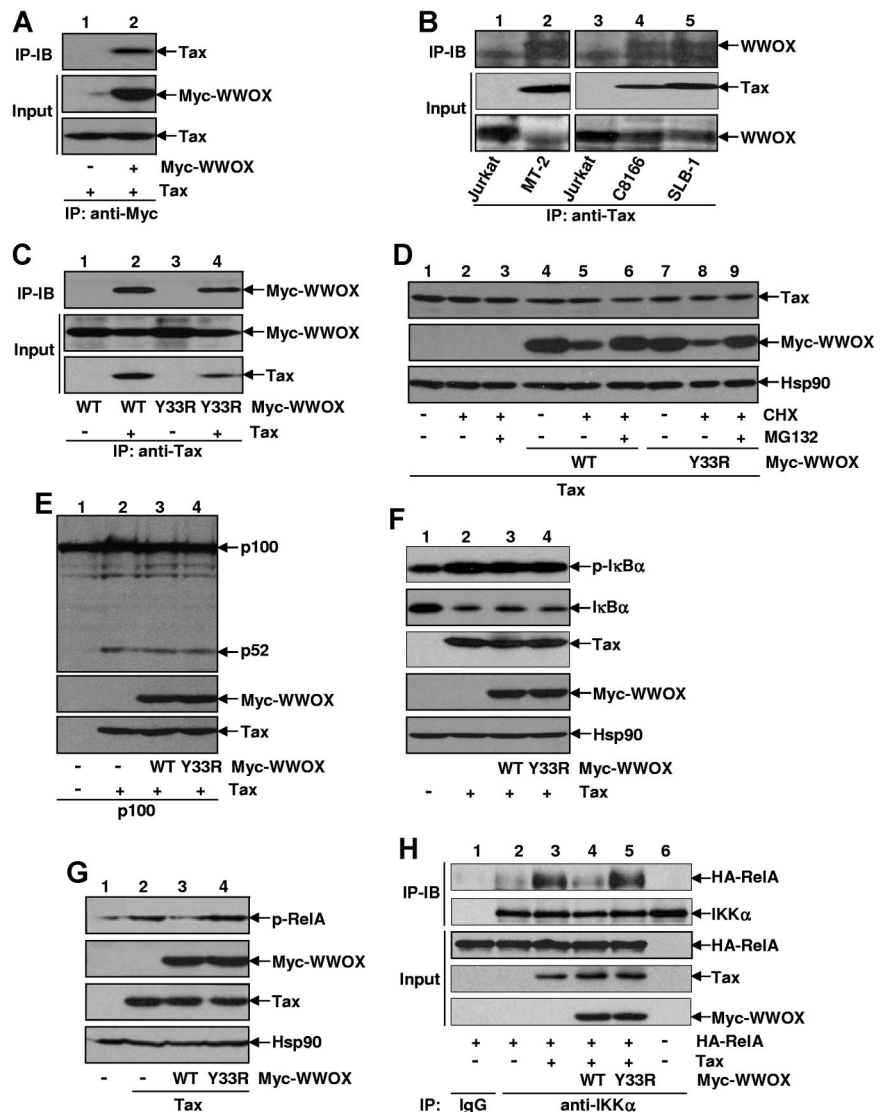 A
1 2
IP-IB Tax
Input Myc-WWOX
Tax
- + Myc-WWOX
+ + Tax
IP: anti-Myc
B
1 2 3 4 5
IP-IB WWOX
Input Tax
WWOX
Jurkat MT-2 Jurkat C8166 SLB-1
IP: anti-Tax
C
1 2 3 4
IP-IB Myc-WWOX
Input Myc-WWOX
Tax
WT WT Y33R Y33R Myc-WWOX
- + - + Tax
IP: anti-Tax
D
1 2 3 4 5 6 7 8 9
Tax
Myc-WWOX
Hsp90
- + + - + + - + + CHX
- - + - - + - - + MG132
WT Y33R Myc-WWOX
Tax
E
1 2 3 4
p100
p52
Myc-WWOX
Tax
- - WT Y33R Myc-WWOX
- + + + Tax
p100
F
1 2 3 4
p-IκBα
IκBα
Tax
Myc-WWOX
Hsp90
WT Y33R Myc-WWOX
- + + + Tax
G
1 2 3 4
p-RelA
Myc-WWOX
Tax
Hsp90
- - WT Y33R Myc-WWOX
Tax
H
1 2 3 4 5 6
IP-IB HA-RelA
IKKα
Input HA-RelA
Tax
Myc-WWOX
+ + + + + - HA-RelA
- - + + + - Tax
WT Y33R Myc-WWOX
IP: IgG anti-IKKα